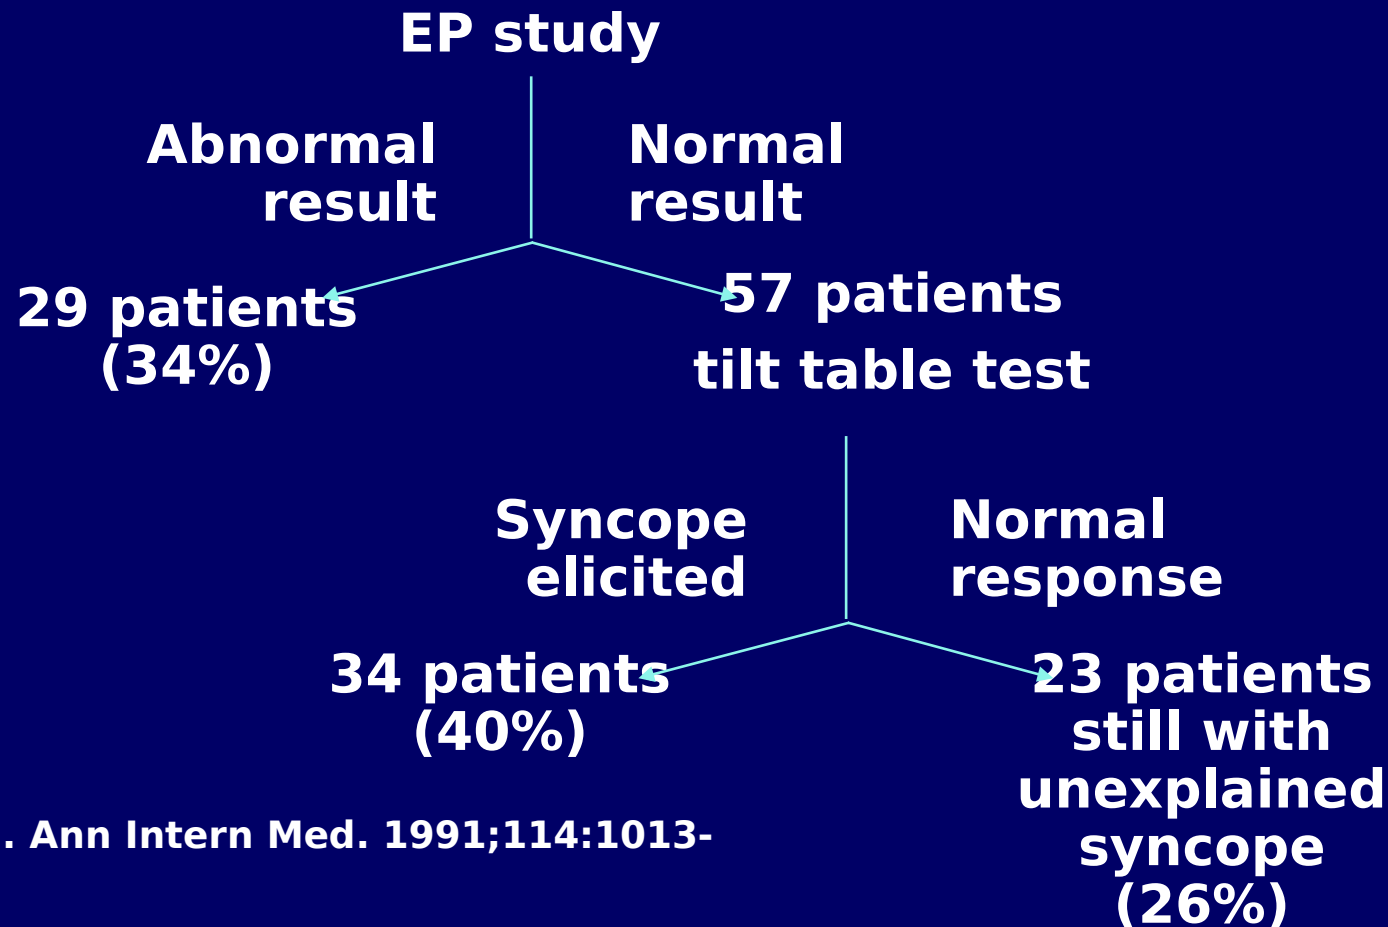 EP study
Abnormal
result
Normal
result
29 patients
(34%)
57 patients
tilt table test
Syncope
elicited
Normal
response
34 patients
(40%)
23 patients
still with
unexplained
syncope
(26%)
. Ann Intern Med. 1991;114:1013-